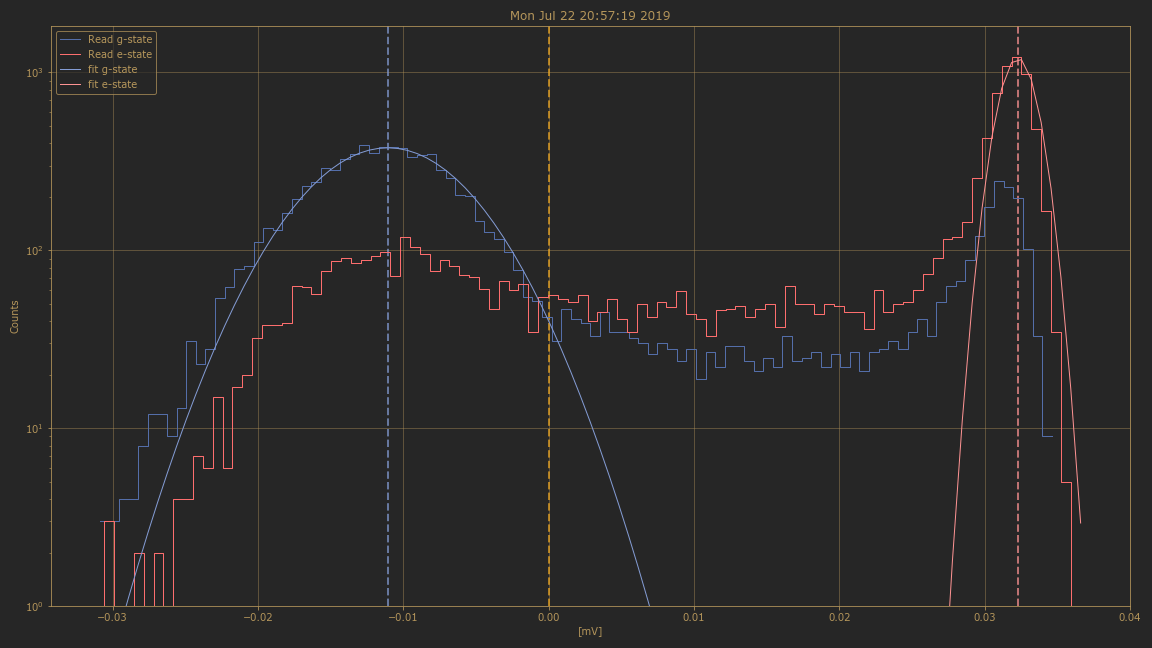 Mon Jul 22 20:57:19 2019
Read g-state
Read e-state
fit g-state
fit e-state
10³
10²
10¹
10⁰
Counts
−0.03
−0.02
−0.01
0.00
0.01
0.02
0.03
0.04
[mV]